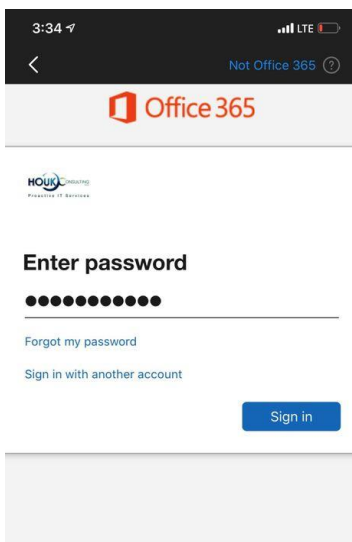 3:34 LTE
Not Office 365 ?
Office 365
HOUK CONSULTING
Proactive IT Services
Enter password
Forgot my password
Sign in with another account
Sign in